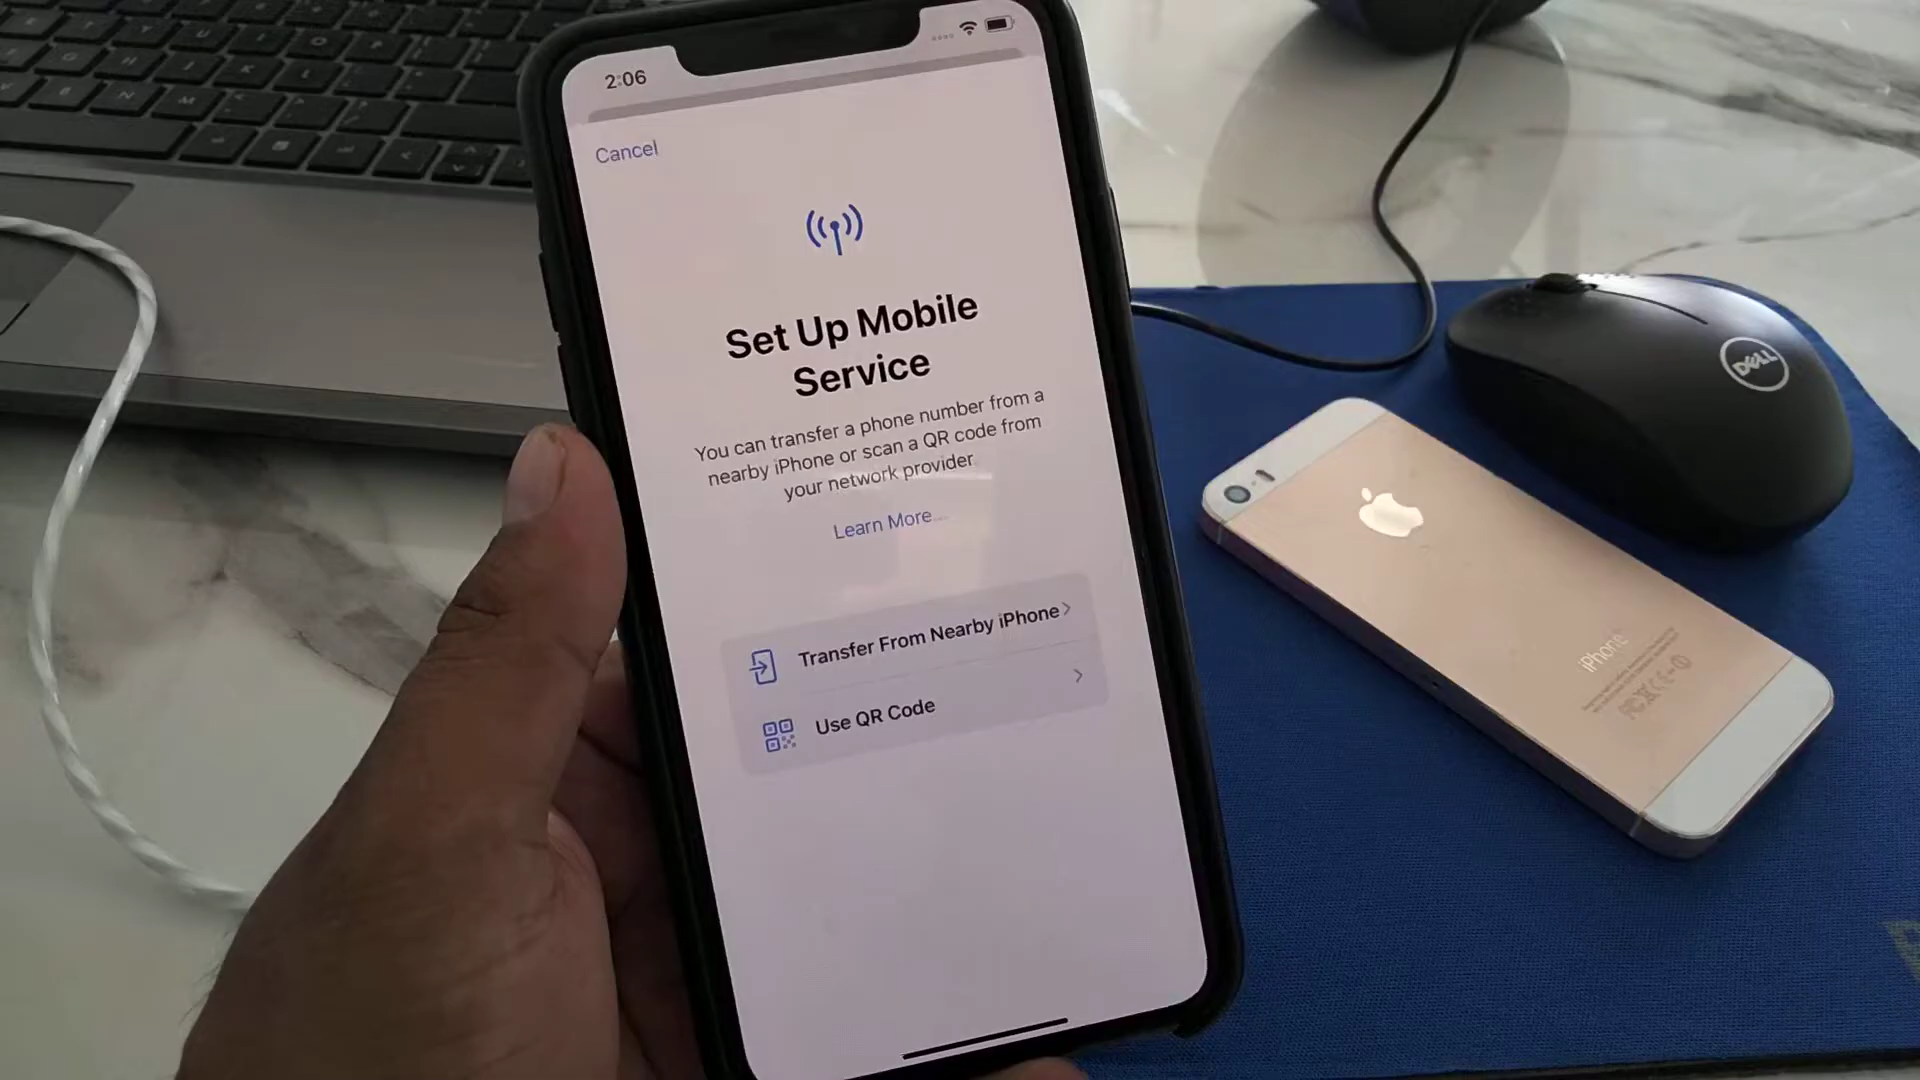 2:06
Cancel
Set Up Mobile
Service
You can transfer a phone number from a
nearby iPhone or scan a QR code from
your network provider
Learn More...
Transfer From Nearby iPhone
Use QR Code
DELL
iPhone